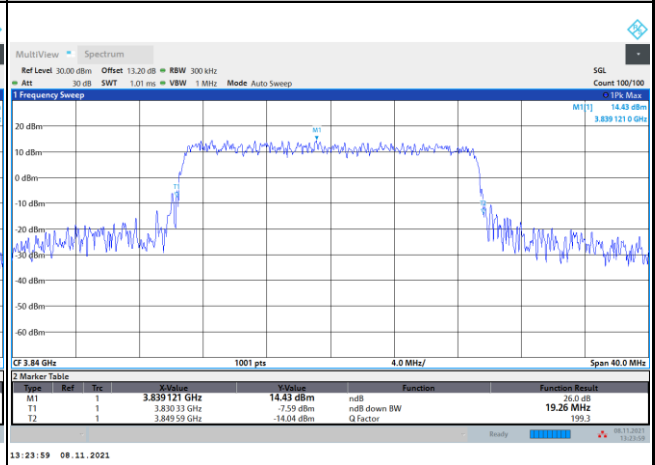 MultiView Spectrum
Ref Level 30.00 dBm Offset 13.20 dB RBW 300 kHz SGL
Att 30 dB SWT 1.01 ms VBW 1 MHz Mode Auto Sweep Count 100/100
1 Frequency Sweep 1Pk Max
M1[1] 14.43 dBm
3.839 121 0 GHz
20 dBm
M1
10 dBm
0 dBm
T1
-10 dBm
-20 dBm
-30 dBm
-40 dBm
-50 dBm
-60 dBm
CF 3.84 GHz 1001 pts 4.0 MHz/ Span 40.0 MHz
2 Marker Table
Type Ref Trc X-Value Y-Value Function Function Result
M1 1 3.839 121 GHz 14.43 dBm ndB 26.0 dB
T1 1 3.830 33 GHz -7.59 dBm ndB down BW 19.26 MHz
T2 1 3.849 59 GHz -14.04 dBm Q Factor 199.3
Ready 08.11.2021
13:23:59
13:23:59 08.11.2021